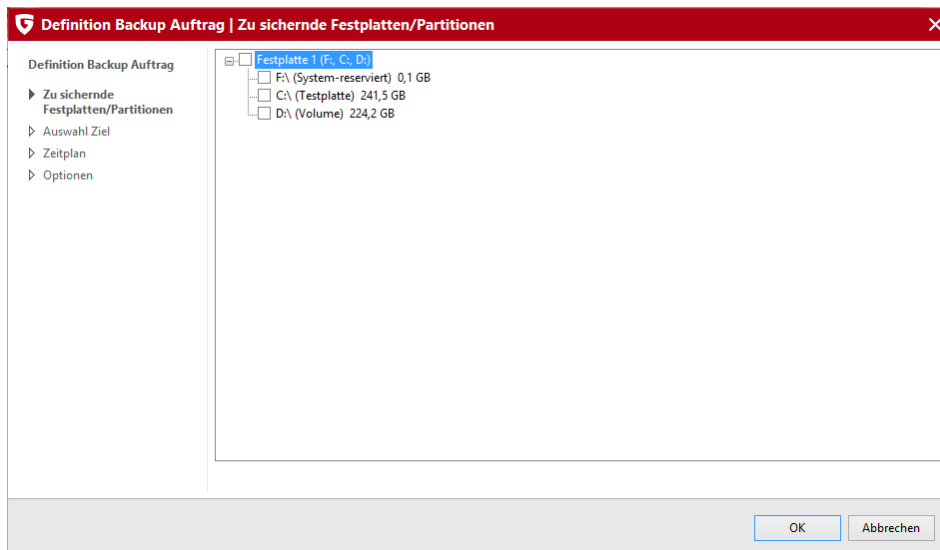 Definition Backup Auftrag | Zu sichernde Festplatten/Partitionen
Definition Backup Auftrag
Zu sichernde
Festplatten/Partitionen
Auswahl Ziel
Zeitplan
Optionen
Festplatte 1 (F:, C:, D:)
F:\ (System-reserviert) 0,1 GB
C:\ (Testplatte) 241,5 GB
D:\ (Volume) 224,2 GB
OK
Abbrechen